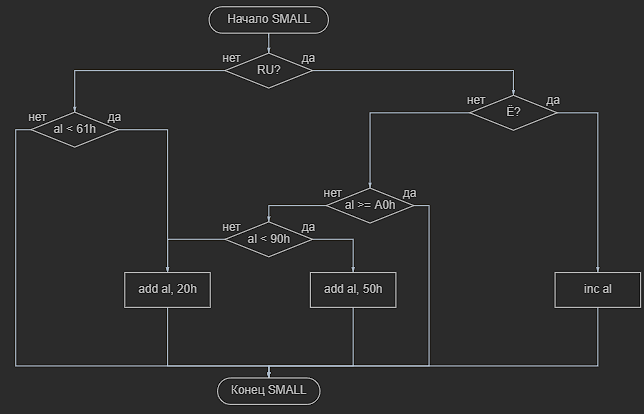 Начало SMALL
нет
да
RU?
нет
да
al < 61h
нет
да
Ё?
нет
да
al >= A0h
нет
да
al < 90h
add al, 20h
add al, 50h
inc al
Конец SMALL